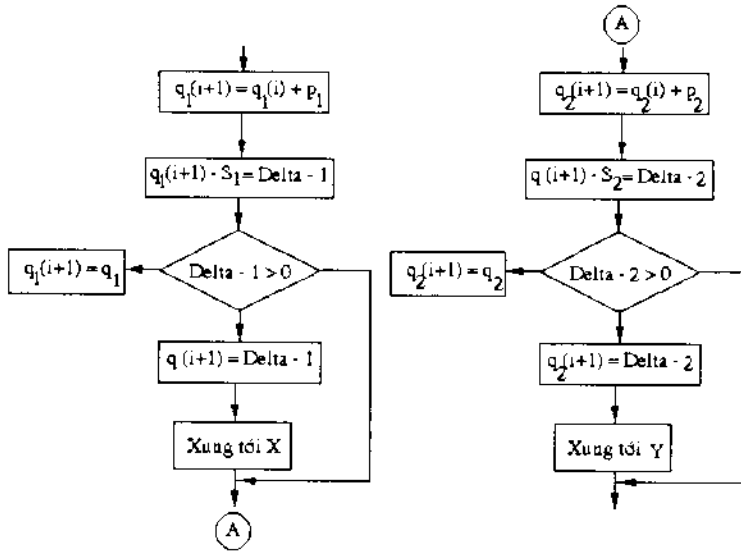 q1(i+1) = q1(i) + p1
q1(i+1) - S1 = Delta - 1
Delta - 1 > 0
q1(i+1) = q1
q (i+1) = Delta - 1
Xung tới X
A
A
q2(i+1) = q2(i) + p2
q (i+1) - S2 = Delta - 2
Delta - 2 > 0
q2(i+1) = q2
q2(i+1) = Delta - 2
Xung tới Y